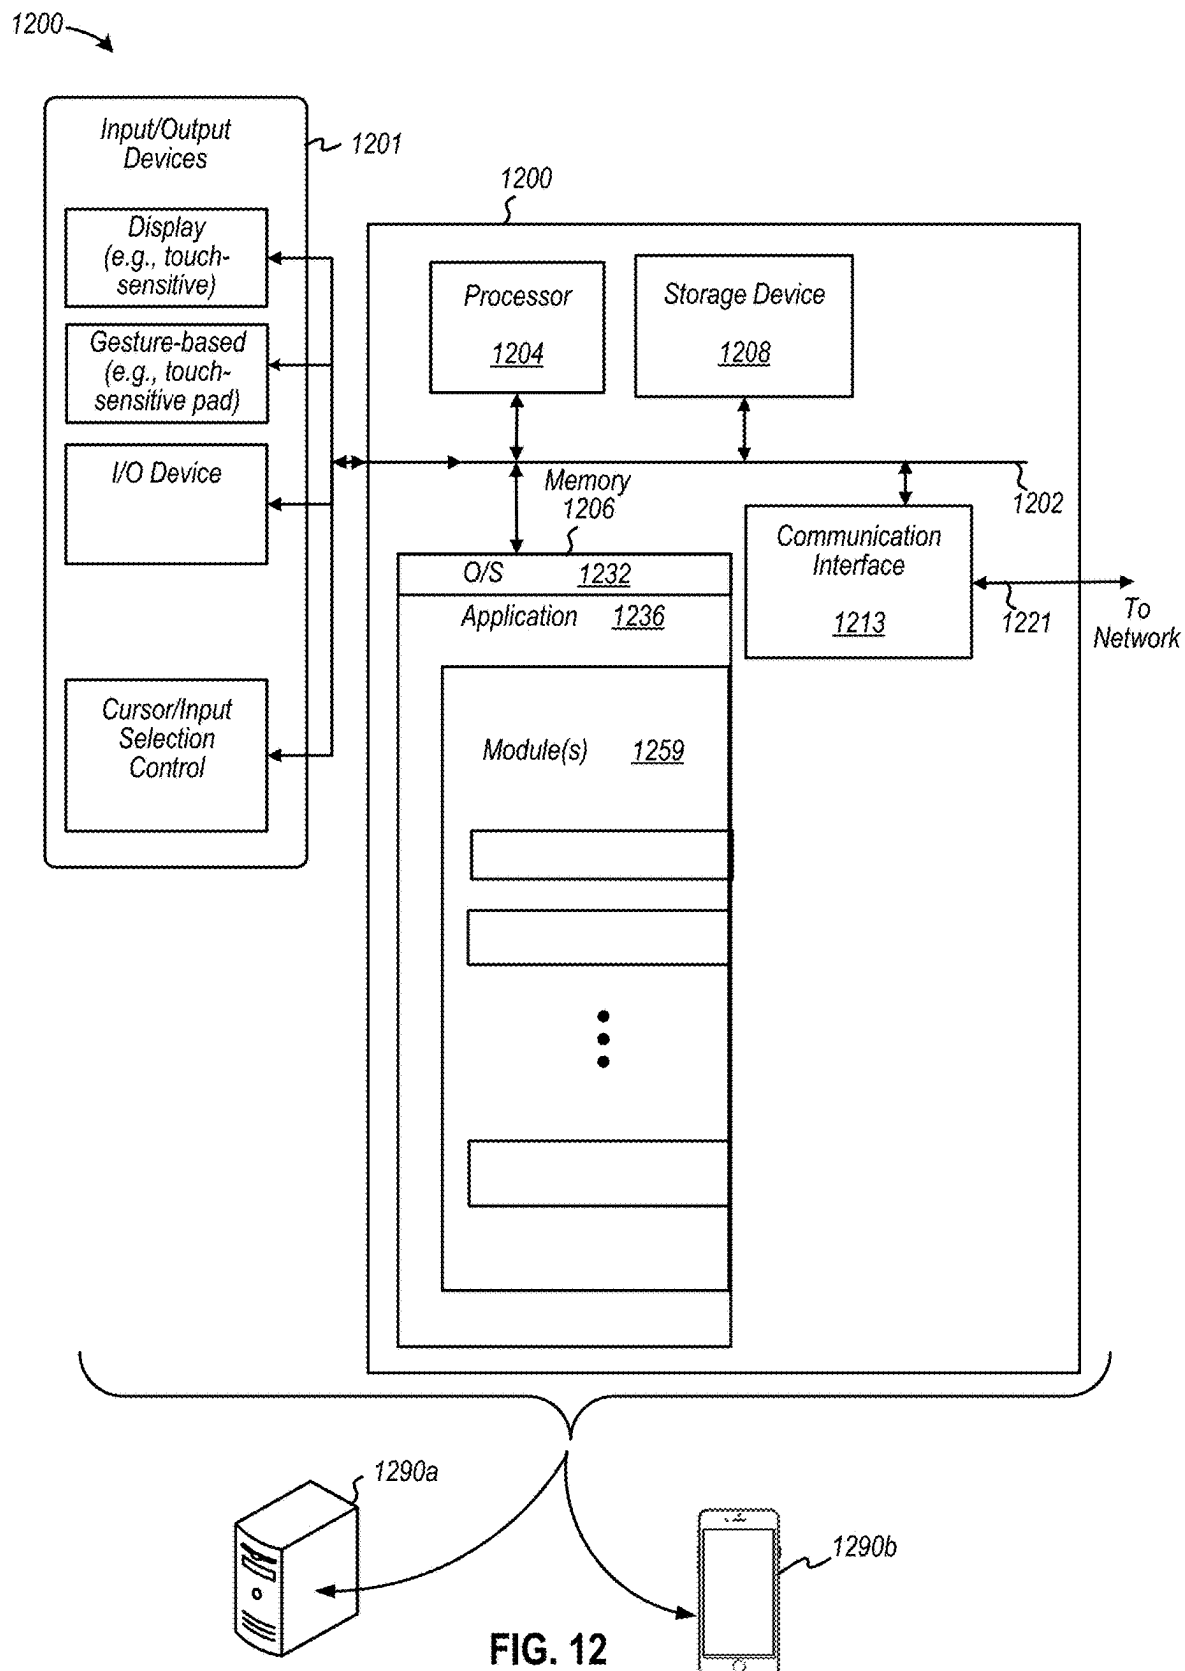 1200
Input/Output
Devices
1201
Display
(e.g., touch-
sensitive)
Gesture-based
(e.g., touch-
sensitive pad)
I/O Device
Cursor/Input
Selection
Control
1200
Processor
1204
Storage Device
1208
1202
Memory
1206
O/S 1232
Application 1236
Module(s) 1259
Communication
Interface
1213
1221
To
Network
1290a
1290b
FIG. 12